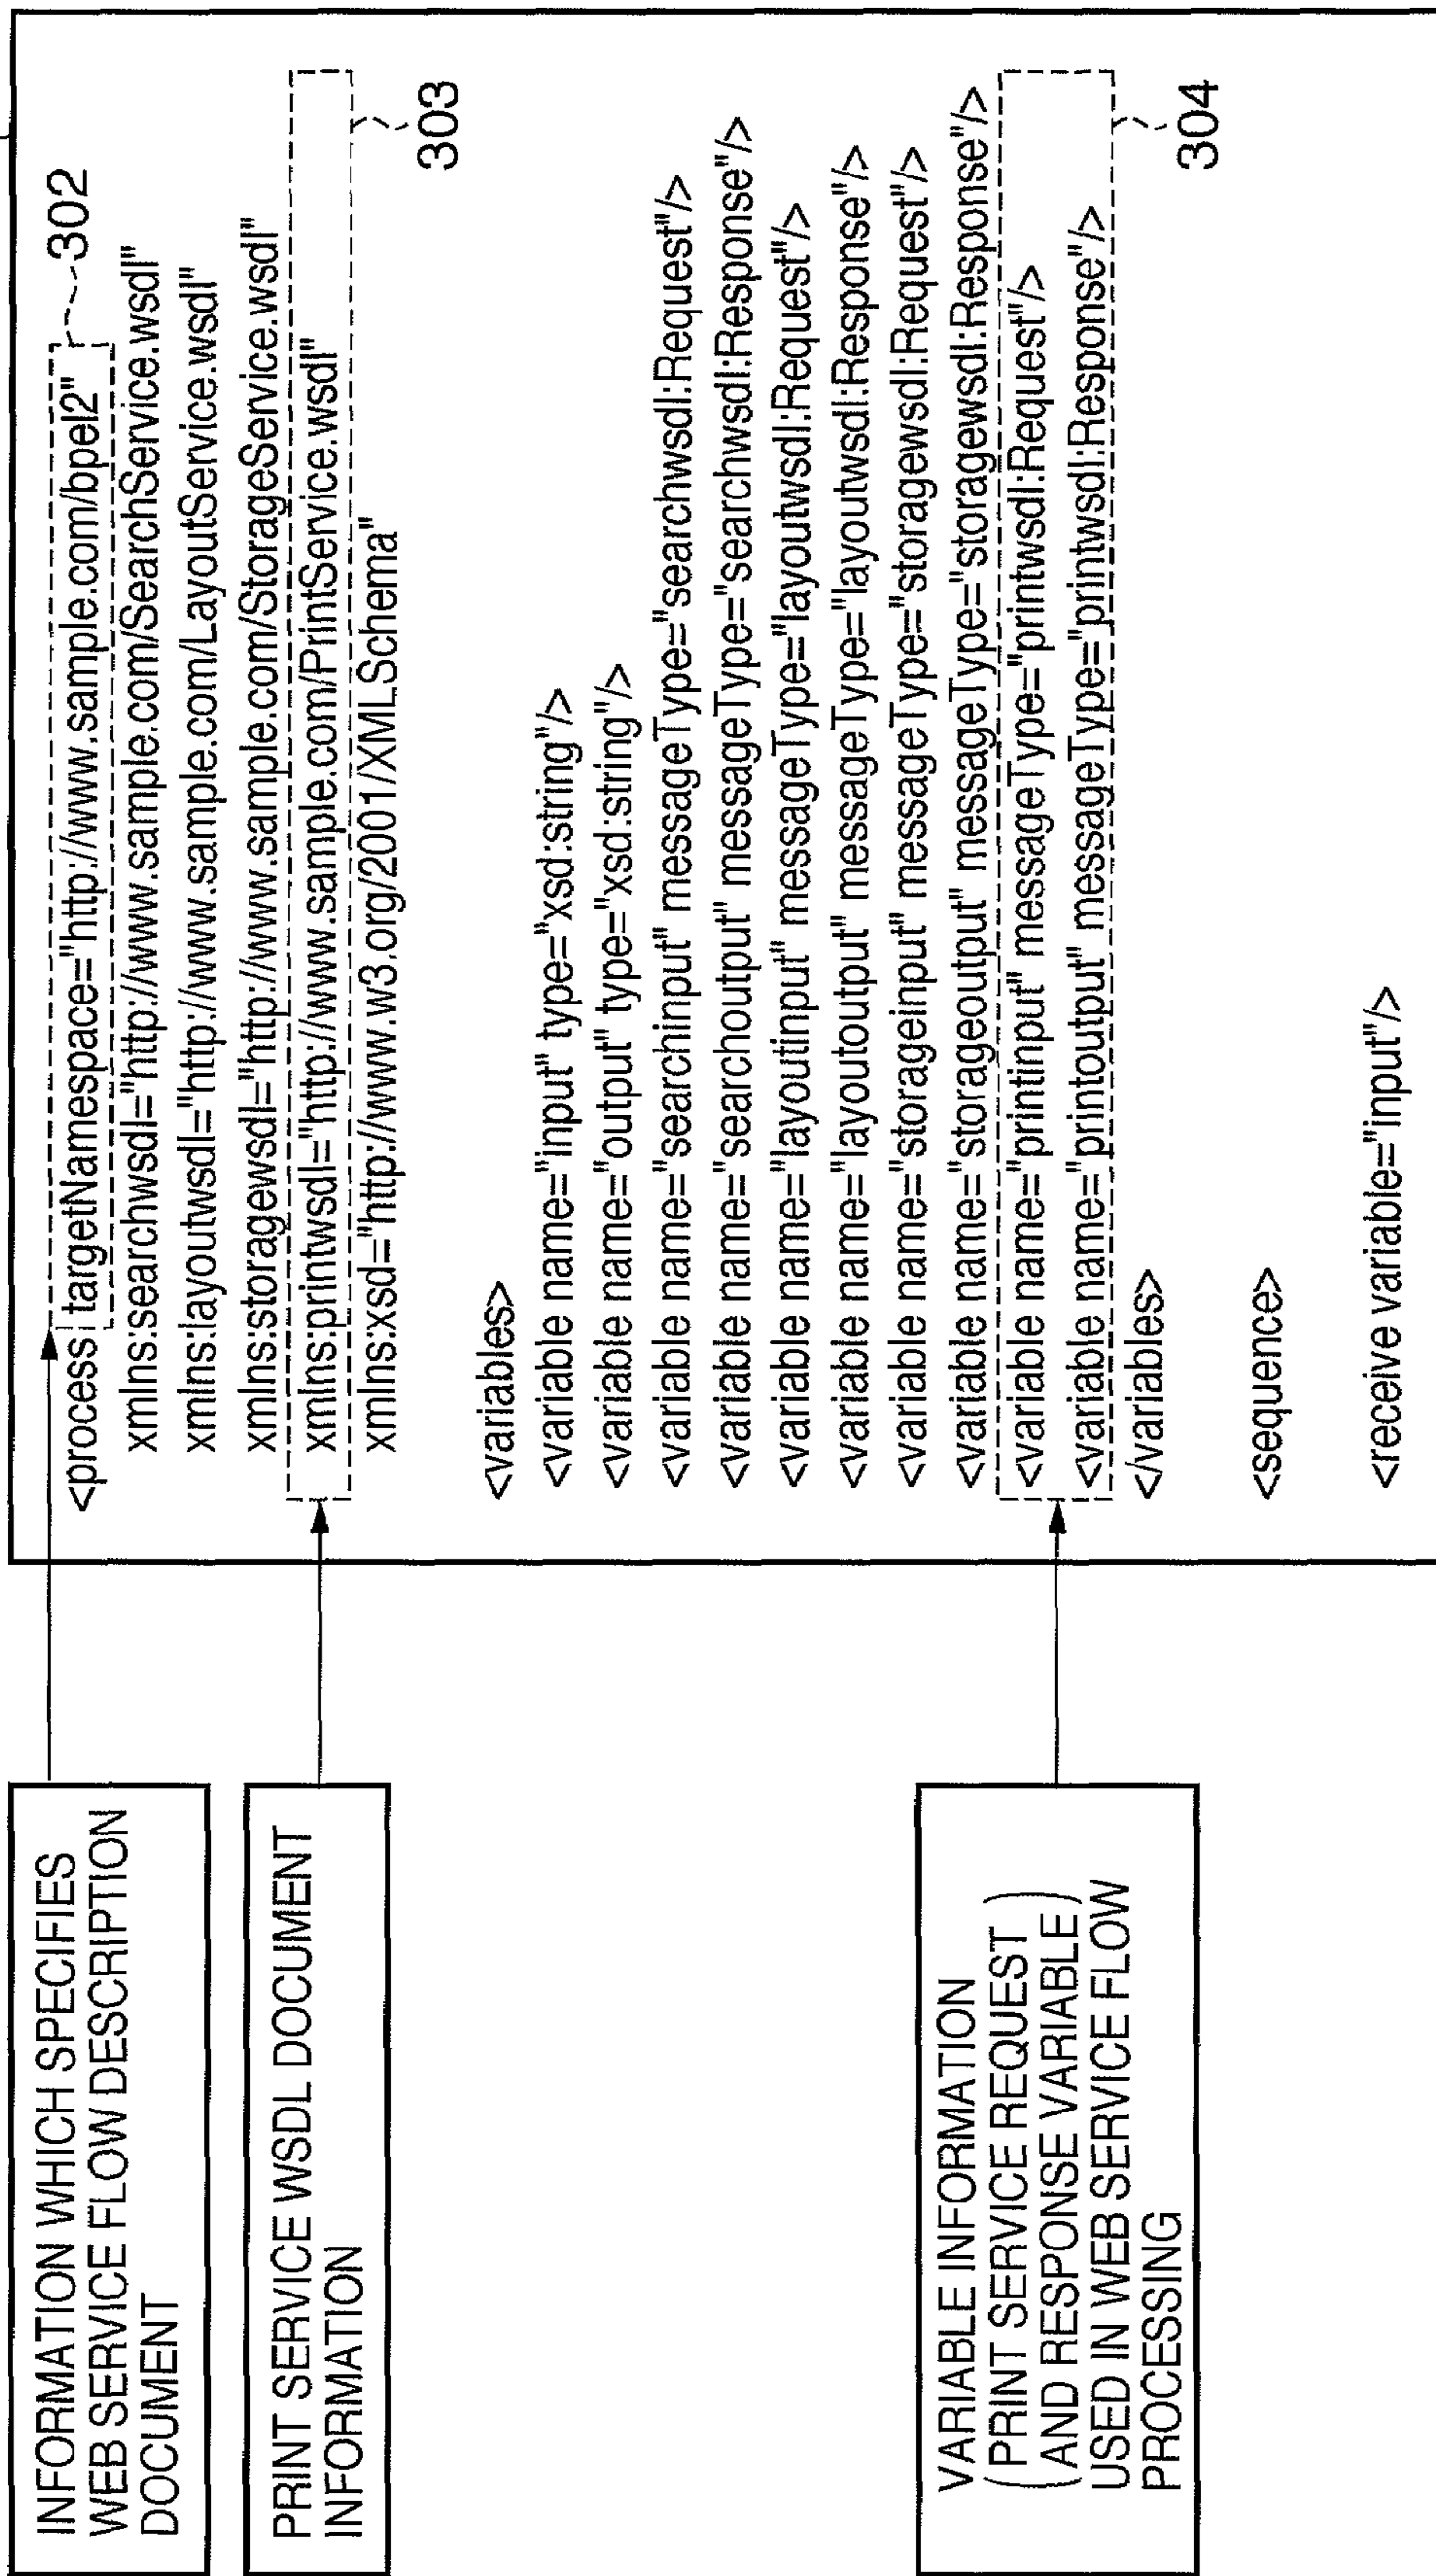 INFORMATION WHICH SPECIFIES
WEB SERVICE FLOW DESCRIPTION
DOCUMENT
PRINT SERVICE WSDL DOCUMENT
INFORMATION
VARIABLE INFORMATION
(PRINT SERVICE REQUEST
AND RESPONSE VARIABLE)
USED IN WEB SERVICE FLOW
PROCESSING
<process targetNamespace="http://www.sample.com/bpel2"
302
xmlns:searchwsdl="http://www.sample.com/SearchService.wsdl"
xmlns:layoutwsdl="http://www.sample.com/LayoutService.wsdl"
xmlns:storagewsdl="http://www.sample.com/StorageService.wsdl"
xmlns:printwsdl="http://www.sample.com/PrintService.wsdl"
xmlns:xsd="http://www.w3.org/2001/XMLSchema"
303
<variables>
<variable name="input" type="xsd:string"/>
<variable name="output" type="xsd:string"/>
<variable name="searchinput" messageType="searchwsdl:Request"/>
<variable name="searchoutput" messageType="searchwsdl:Response"/>
<variable name="layoutinput" messageType="layoutwsdl:Request"/>
<variable name="layoutoutput" messageType="layoutwsdl:Response"/>
<variable name="storageinput" messageType="storagewsdl:Request"/>
<variable name="storageoutput" messageType="storagewsdl:Response"/>
<variable name="printinput" messageType="printwsdl:Request"/>
<variable name="printoutput" messageType="printwsdl:Response"/>
304
</variables>
<sequence>
<receive variable="input"/>